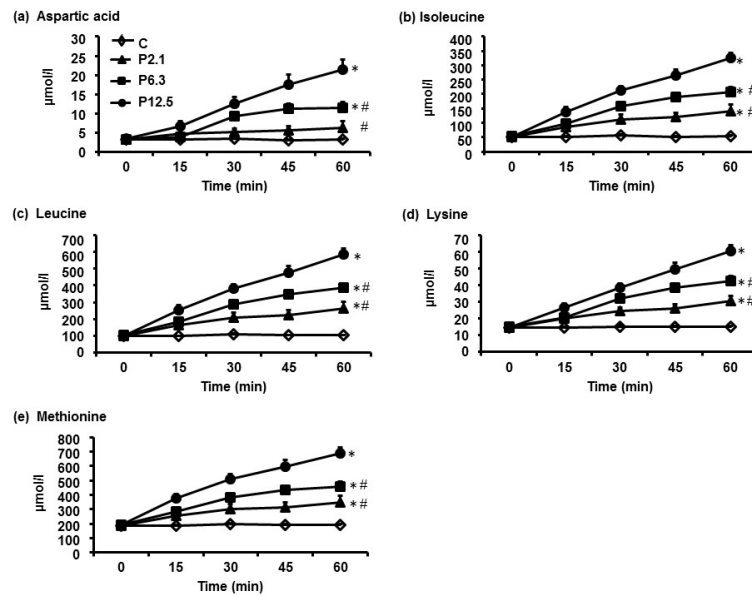 (a) Aspartic acid
µmol/l
30
25
20
15
10
5
0
C
P2.1
P6.3
P12.5
*
*#
#
0 15 30 45 60
Time (min)
(b) Isoleucine
µmol/l
400
350
300
250
200
150
100
50
0
*
*#
*#
0 15 30 45 60
Time (min)
(c) Leucine
µmol/l
700
600
500
400
300
200
100
0
*
*#
*#
0 15 30 45 60
Time (min)
(d) Lysine
µmol/l
70
60
50
40
30
20
10
0
*
*#
*#
0 15 30 45 60
Time (min)
(e) Methionine
µmol/l
800
700
600
500
400
300
200
100
0
*
*#
*#
0 15 30 45 60
Time (min)